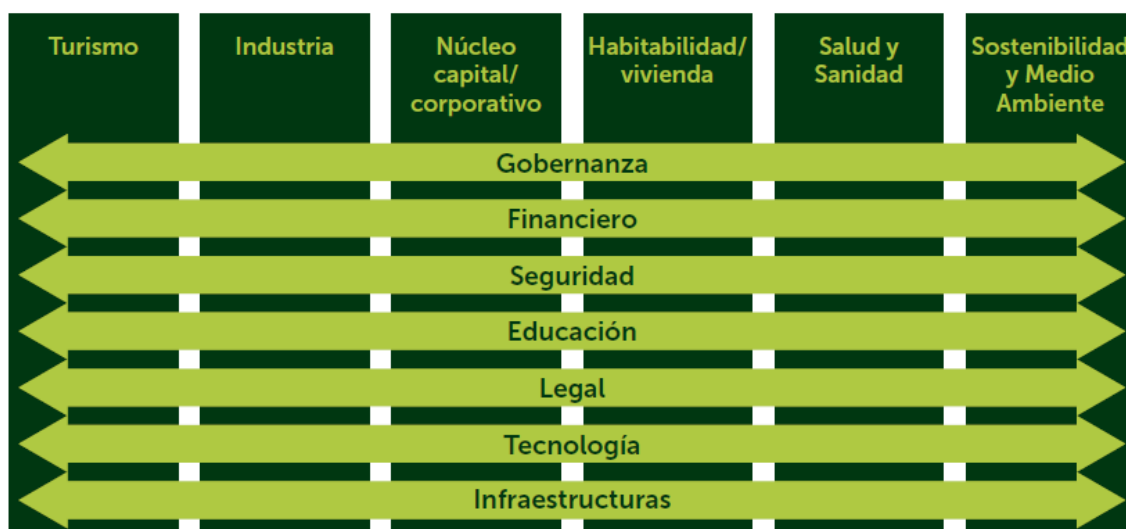 Turismo
Industria
Núcleo
capital/
corporativo
Habitabilidad/
vivienda
Salud y
Sanidad
Sostenibilidad
y Medio
Ambiente
Gobernanza
Financiero
Seguridad
Educación
Legal
Tecnología
Infraestructuras